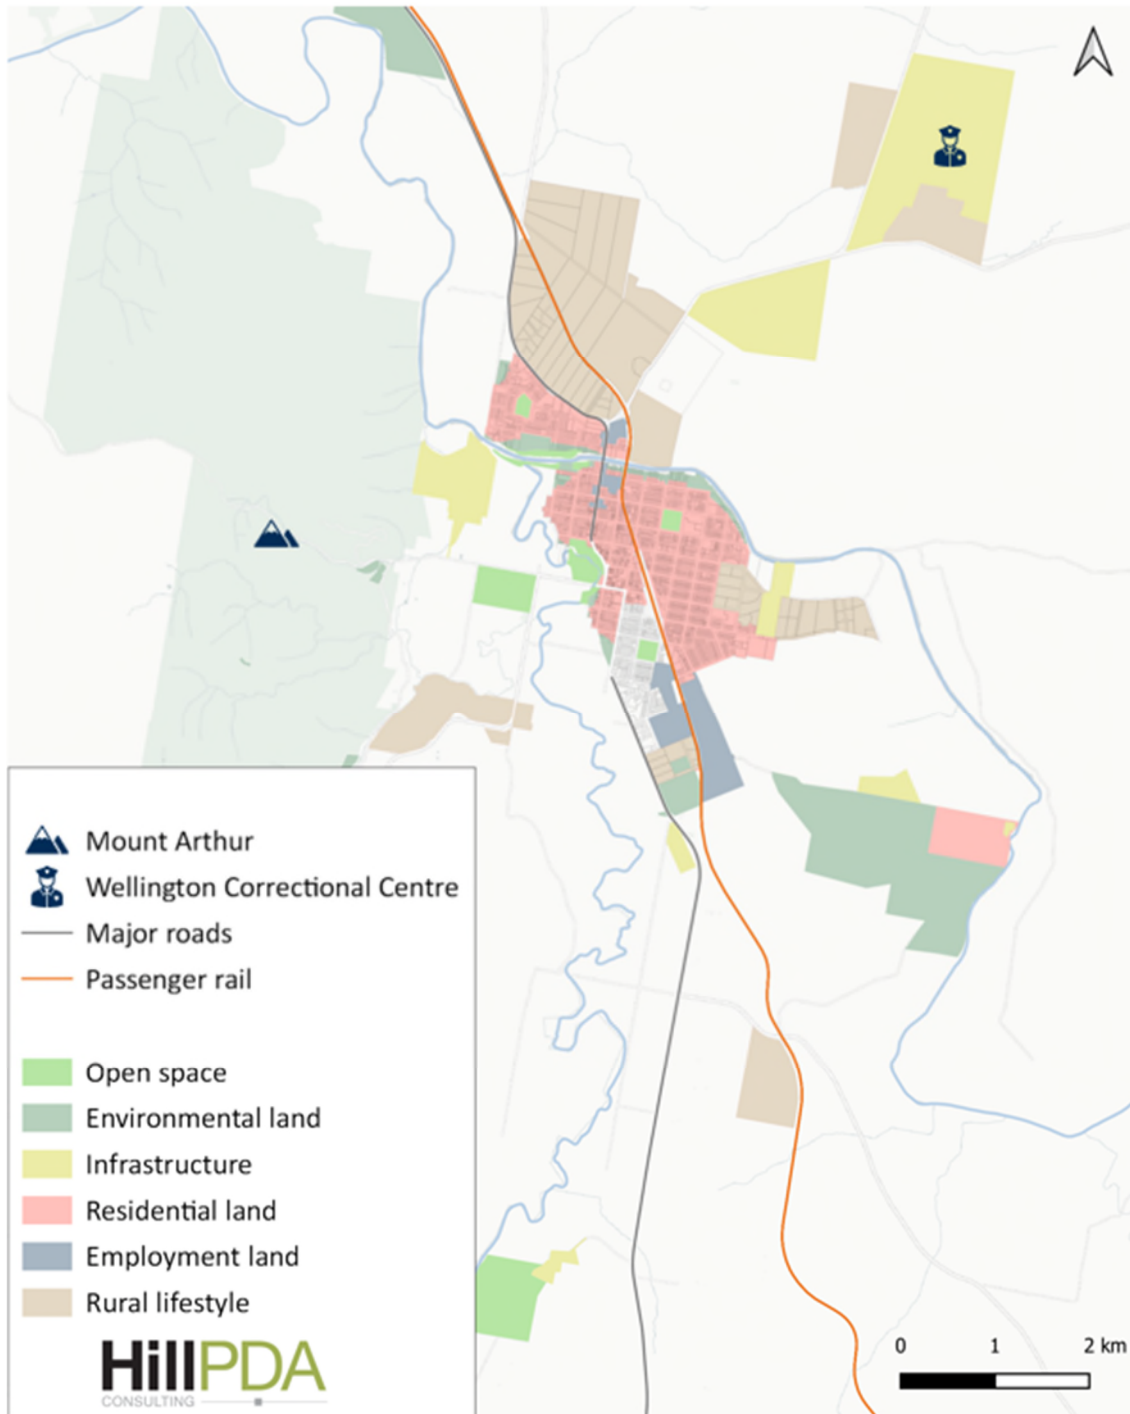 Mount Arthur
Wellington Correctional Centre
Major roads
Passenger rail
Open space
Environmental land
Infrastructure
Residential land
Employment land
Rural lifestyle
HillPDA
CONSULTING
0 1 2 km